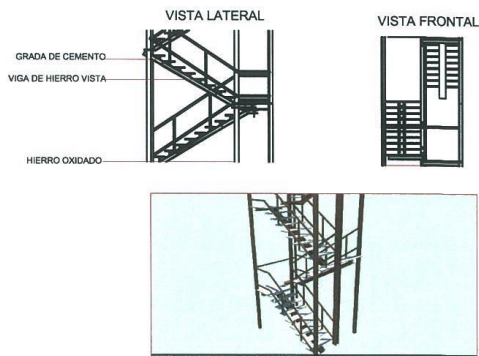 VISTA LATERAL
VISTA FRONTAL
GRADA DE CEMENTO
VIGA DE HIERRO VISTA
HIERRO OXIDADO